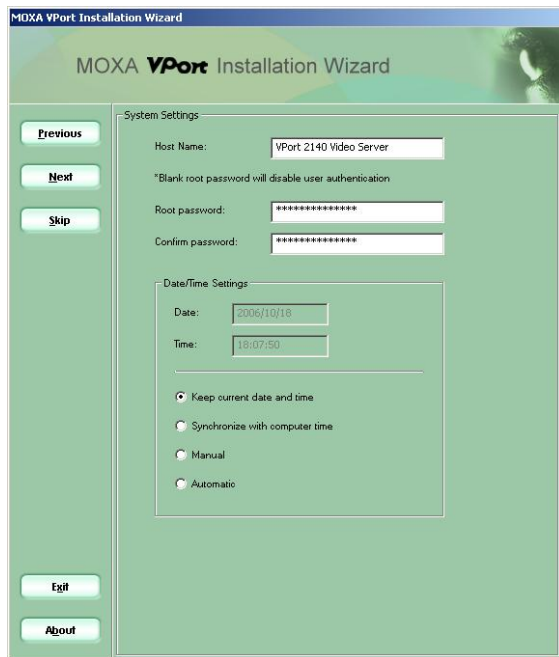 MOXA VPort Installation Wizard
MOXA VPort Installation Wizard
Previous
Next
Skip
Exit
About
System Settings
Host Name: VPort 2140 Video Server
*Blank root password will disable user authentication
Root password: **************
Confirm password: **************
Date/Time Settings
Date: 2006/10/18
Time: 18:07:50
Keep current date and time
Synchronize with computer time
Manual
Automatic